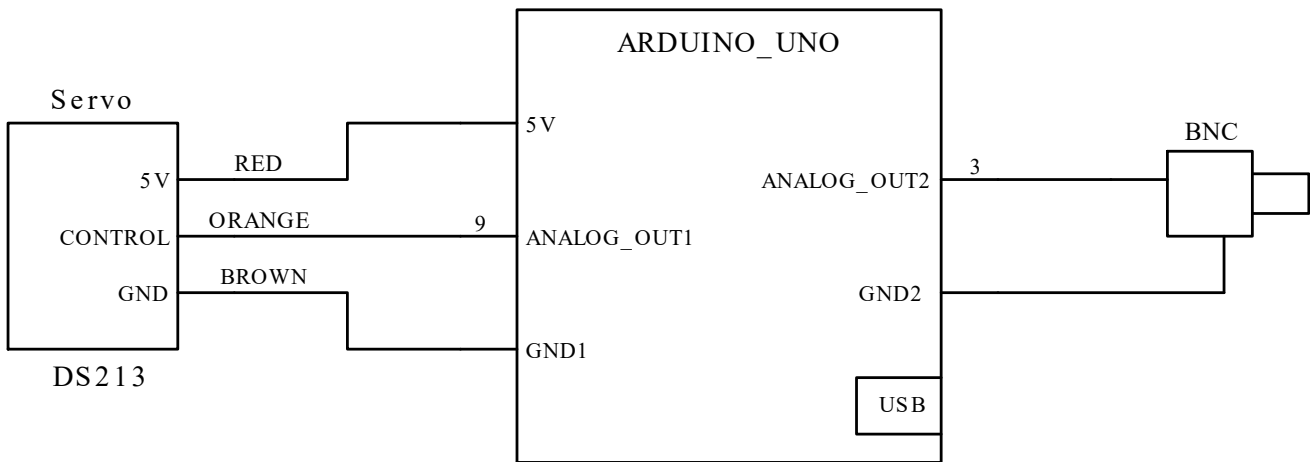 ARDUINO_UNO
Servo
5V
RED
5V
BNC
3
ANALOG_OUT2
CONTROL
ORANGE
9
ANALOG_OUT1
GND
BROWN
GND2
GND1
DS213
USB